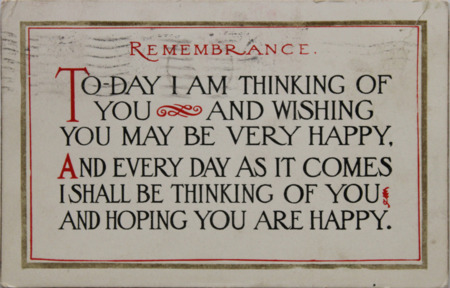 REMEMBRANCE.
TO-DAY I AM THINKING OF
YOU AND WISHING
YOU MAY BE VERY HAPPY,
AND EVERY DAY AS IT COMES
I SHALL BE THINKING OF YOU
AND HOPING YOU ARE HAPPY.